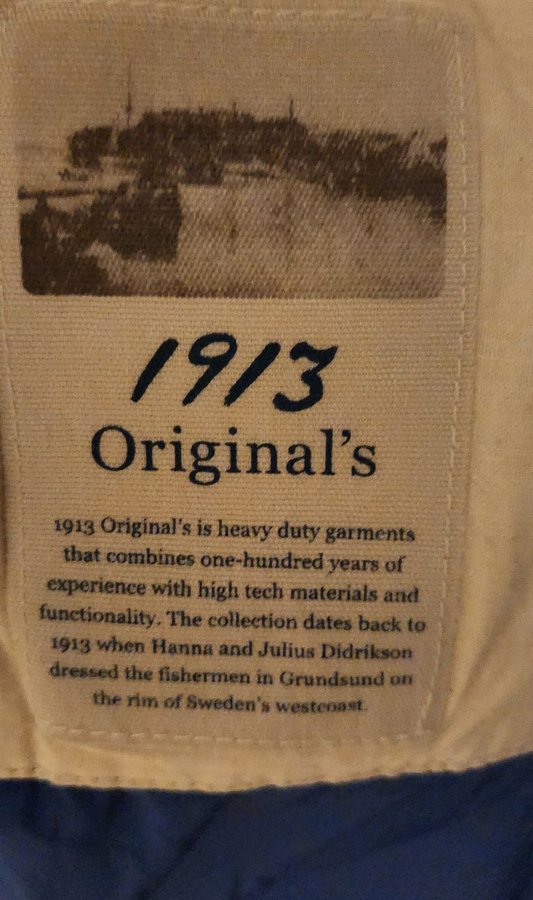 1913
Original’s
1913 Original’s is heavy duty garments
that combines one-hundred years of
experience with high tech materials and
functionality. The collection dates back to
1913 when Hanna and Julius Didrikson
dressed the fishermen in Grundsund on
the rim of Sweden’s westcoast.